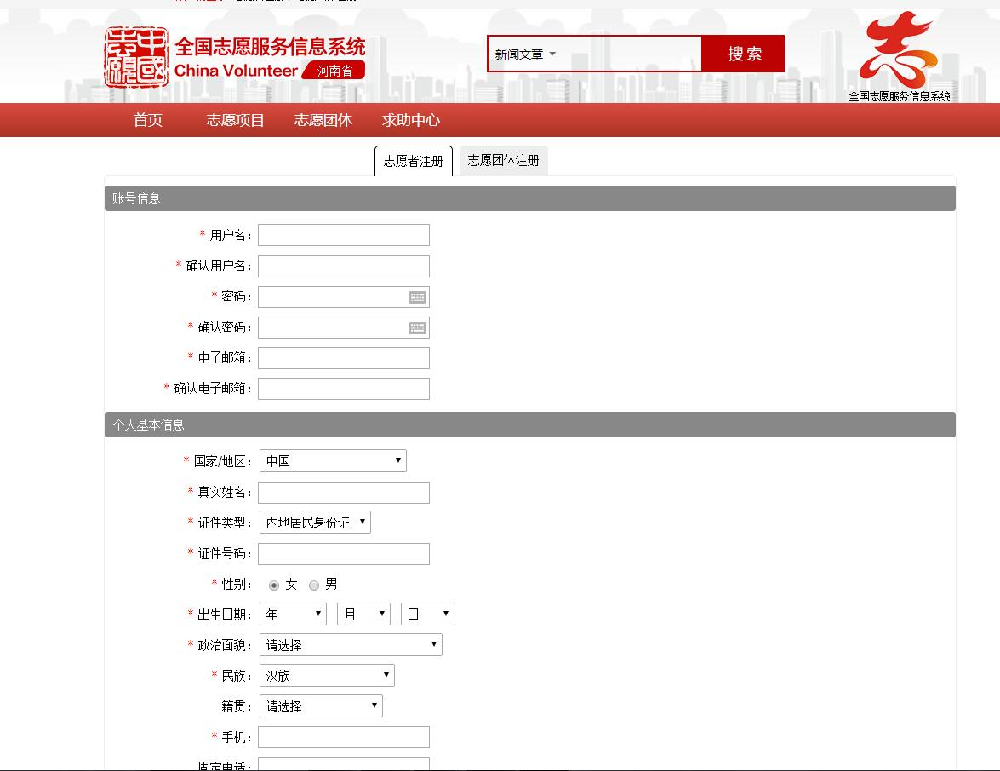 中國志願
全国志愿服务信息系统
China Volunteer 河南省
新闻文章
搜索
全国志愿服务信息系统
首页 志愿项目 志愿团体 求助中心
志愿者注册 志愿团体注册
账号信息
* 用户名：
* 确认用户名：
* 密码：
* 确认密码：
* 电子邮箱：
* 确认电子邮箱：
个人基本信息
* 国家/地区： 中国
* 真实姓名：
* 证件类型： 内地居民身份证
* 证件号码：
* 性别： 女 男
* 出生日期： 年 月 日
* 政治面貌： 请选择
* 民族： 汉族
籍贯： 请选择
* 手机：
固定电话：